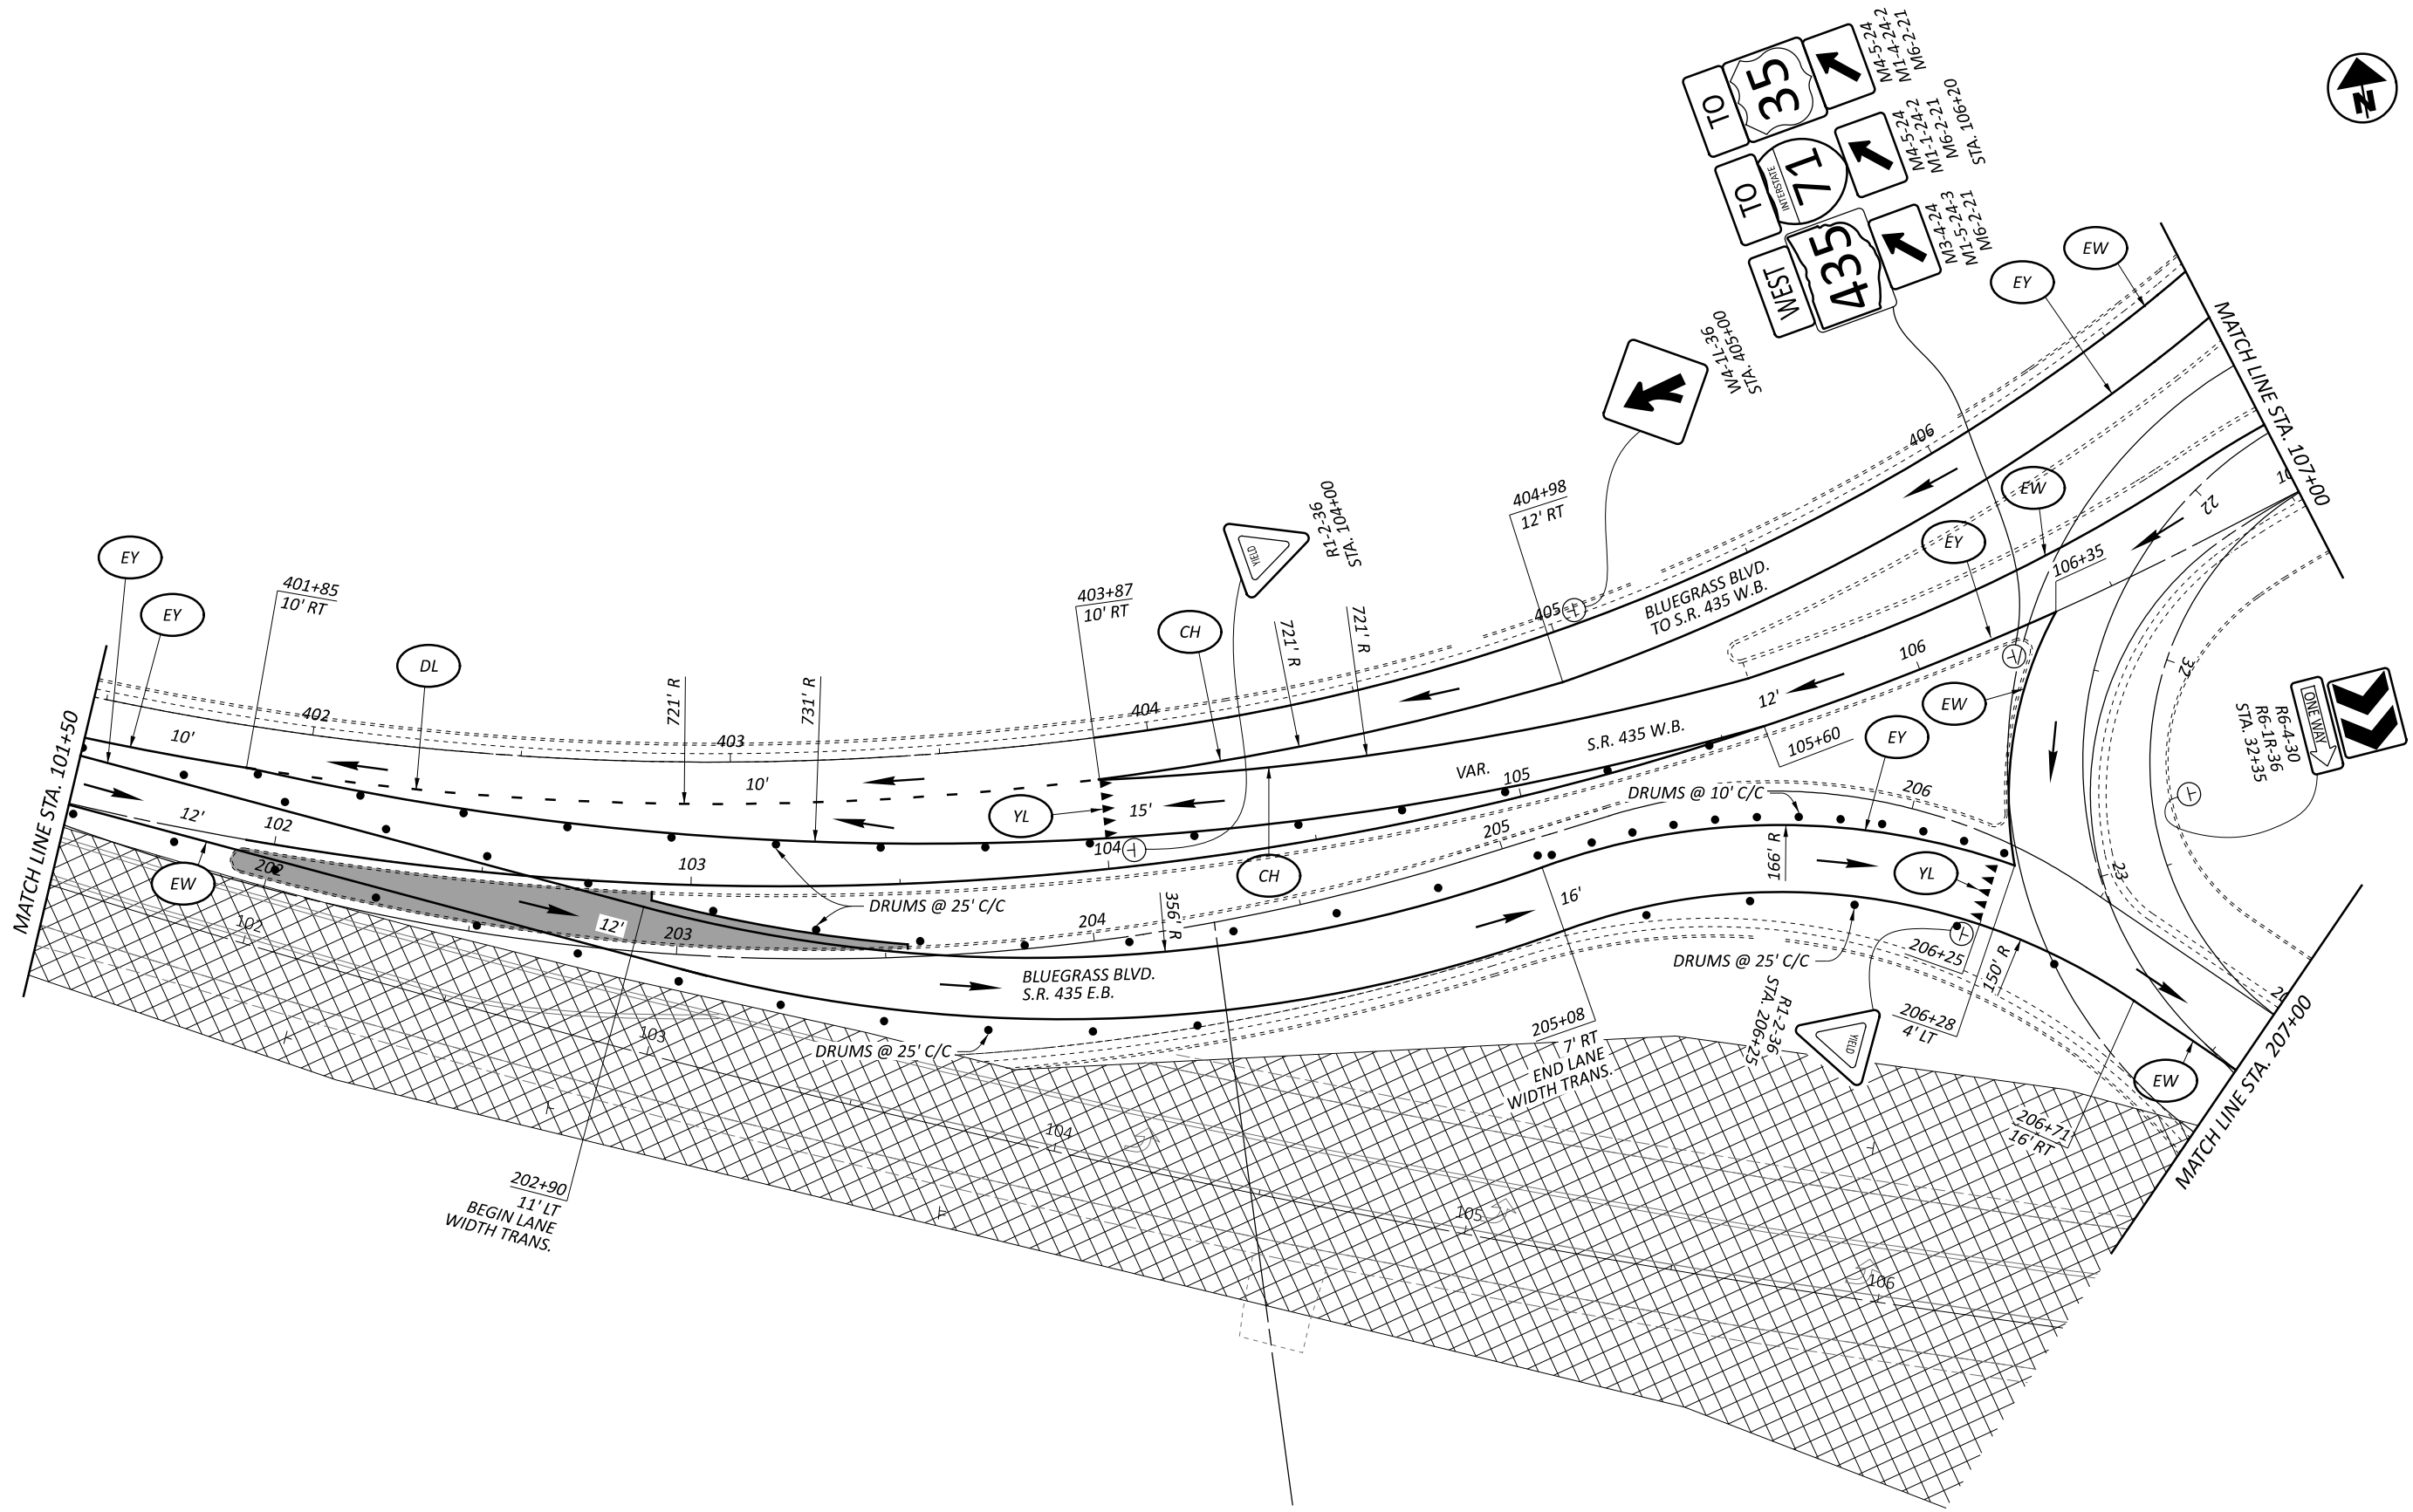 TO
35
M4-5-24
M1-4-24-2
M6-2-21
TO
INTERSTATE
71
M4-5-24
M1-1-24-2
M6-2-21
STA. 106+20
WEST
435
M3-4-24
M1-5-24-3
M6-2-21
N
EW
EY
MATCH LINE STA. 107+00
W4-1L-36
STA. 405+00
406
404+98
12' RT
YIELD
R1-2-36
STA. 104+00
EW
EY
22
106+35
EY
EY
401+85
10' RT
403+87
10' RT
CH
721' R
721' R
405
BLUEGRASS BLVD.
TO S.R. 435 W.B.
106
32
DL
721' R
731' R
404
12'
EW
EY
S.R. 435 W.B.
105+60
ONE WAY
R6-4-30
R6-1R-36
STA. 32+35
MATCH LINE STA. 101+50
402
10'
403
10'
VAR.
105
YL
15'
DRUMS @ 10' C/C
206
12'
102
103
104
205
199' R
YL
23
202
EW
CH
DRUMS @ 25' C/C
16'
102
12'
203
204
356' R
206+25
150' R
DRUMS @ 25' C/C
BLUEGRASS BLVD.
S.R. 435 E.B.
103
DRUMS @ 25' C/C
205+08
7' RT
END LANE
WIDTH TRANS.
R1-2-36
STA. 206+25
YIELD
206+28
4' LT
EW
MATCH LINE STA. 207+00
206+71
16' RT
104
202+90
11' LT
BEGIN LANE
WIDTH TRANS.
105
106